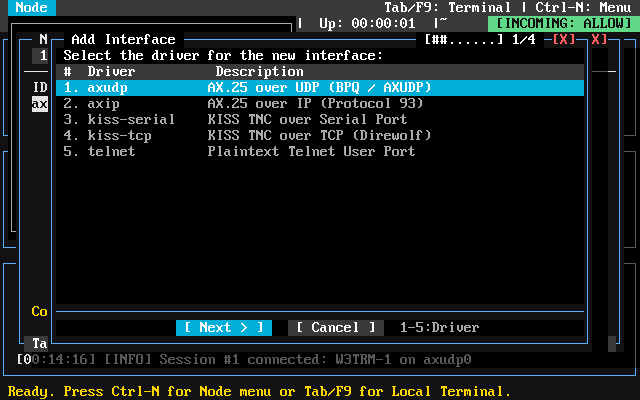 Node Tab/F9: Terminal | Ctrl-N: Menu
| Up: 00:00:01 |~ [INCOMING: ALLOW]
N Add Interface [##......] 1/4 [X] X]
1 Select the driver for the new interface:
# Driver Description
ID 1. axudp AX.25 over UDP (BPQ / AXUDP)
ax 2. axip AX.25 over IP (Protocol 93)
3. kiss-serial KISS TNC over Serial Port
4. kiss-tcp KISS TNC over TCP (Direwolf)
5. telnet Plaintext Telnet User Port
Co
[ Next > ] [ Cancel ] 1-5:Driver
Ta
[00:14:16] [INFO] Session #1 connected: W3TRM-1 on axudp0
Ready. Press Ctrl-N for Node menu or Tab/F9 for Local Terminal.